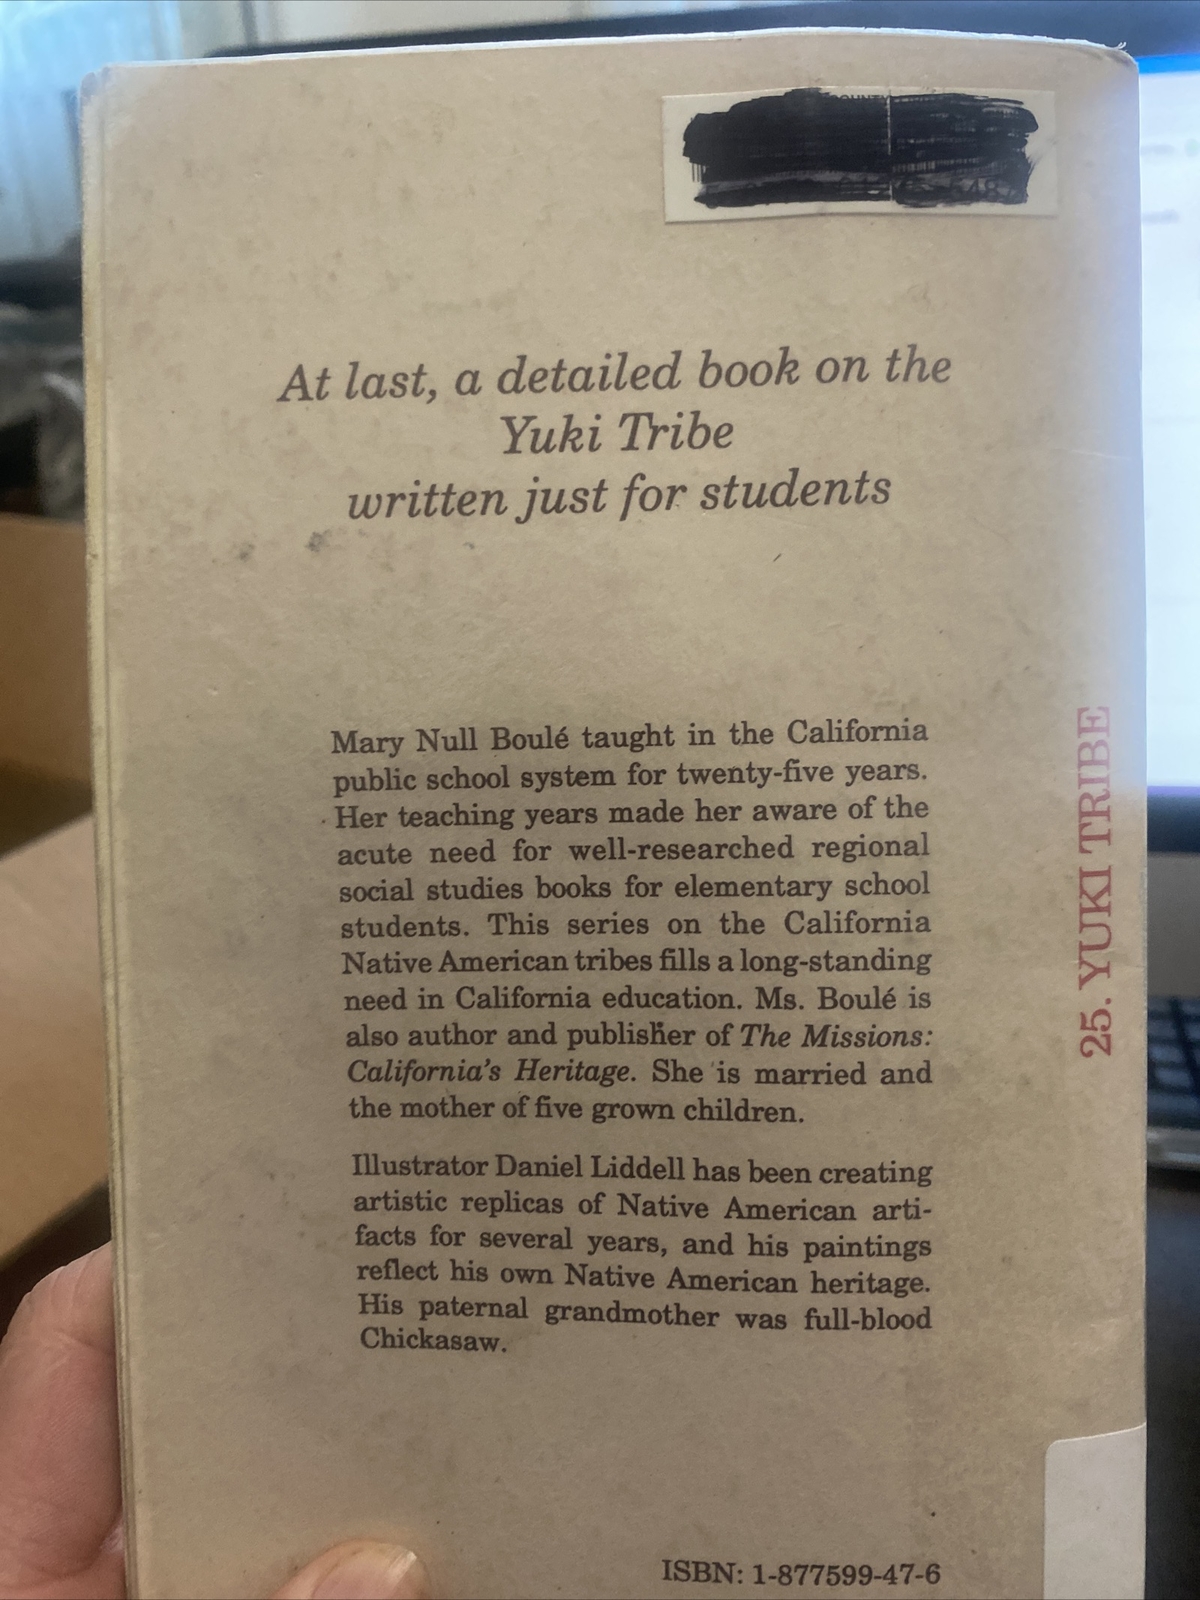 COUNTY
At last, a detailed book on the
Yuki Tribe
written just for students
Mary Null Boulé taught in the California
public school system for twenty-five years.
Her teaching years made her aware of the
acute need for well-researched regional
social studies books for elementary school
students. This series on the California
Native American tribes fills a long-standing
need in California education. Ms. Boulé is
also author and publisher of The Missions:
California's Heritage. She is married and
the mother of five grown children.
Illustrator Daniel Liddell has been creating
artistic replicas of Native American arti-
facts for several years, and his paintings
reflect his own Native American heritage.
His paternal grandmother was full-blood
Chickasaw.
25. YUKI TRIBE
ISBN: 1-877599-47-6